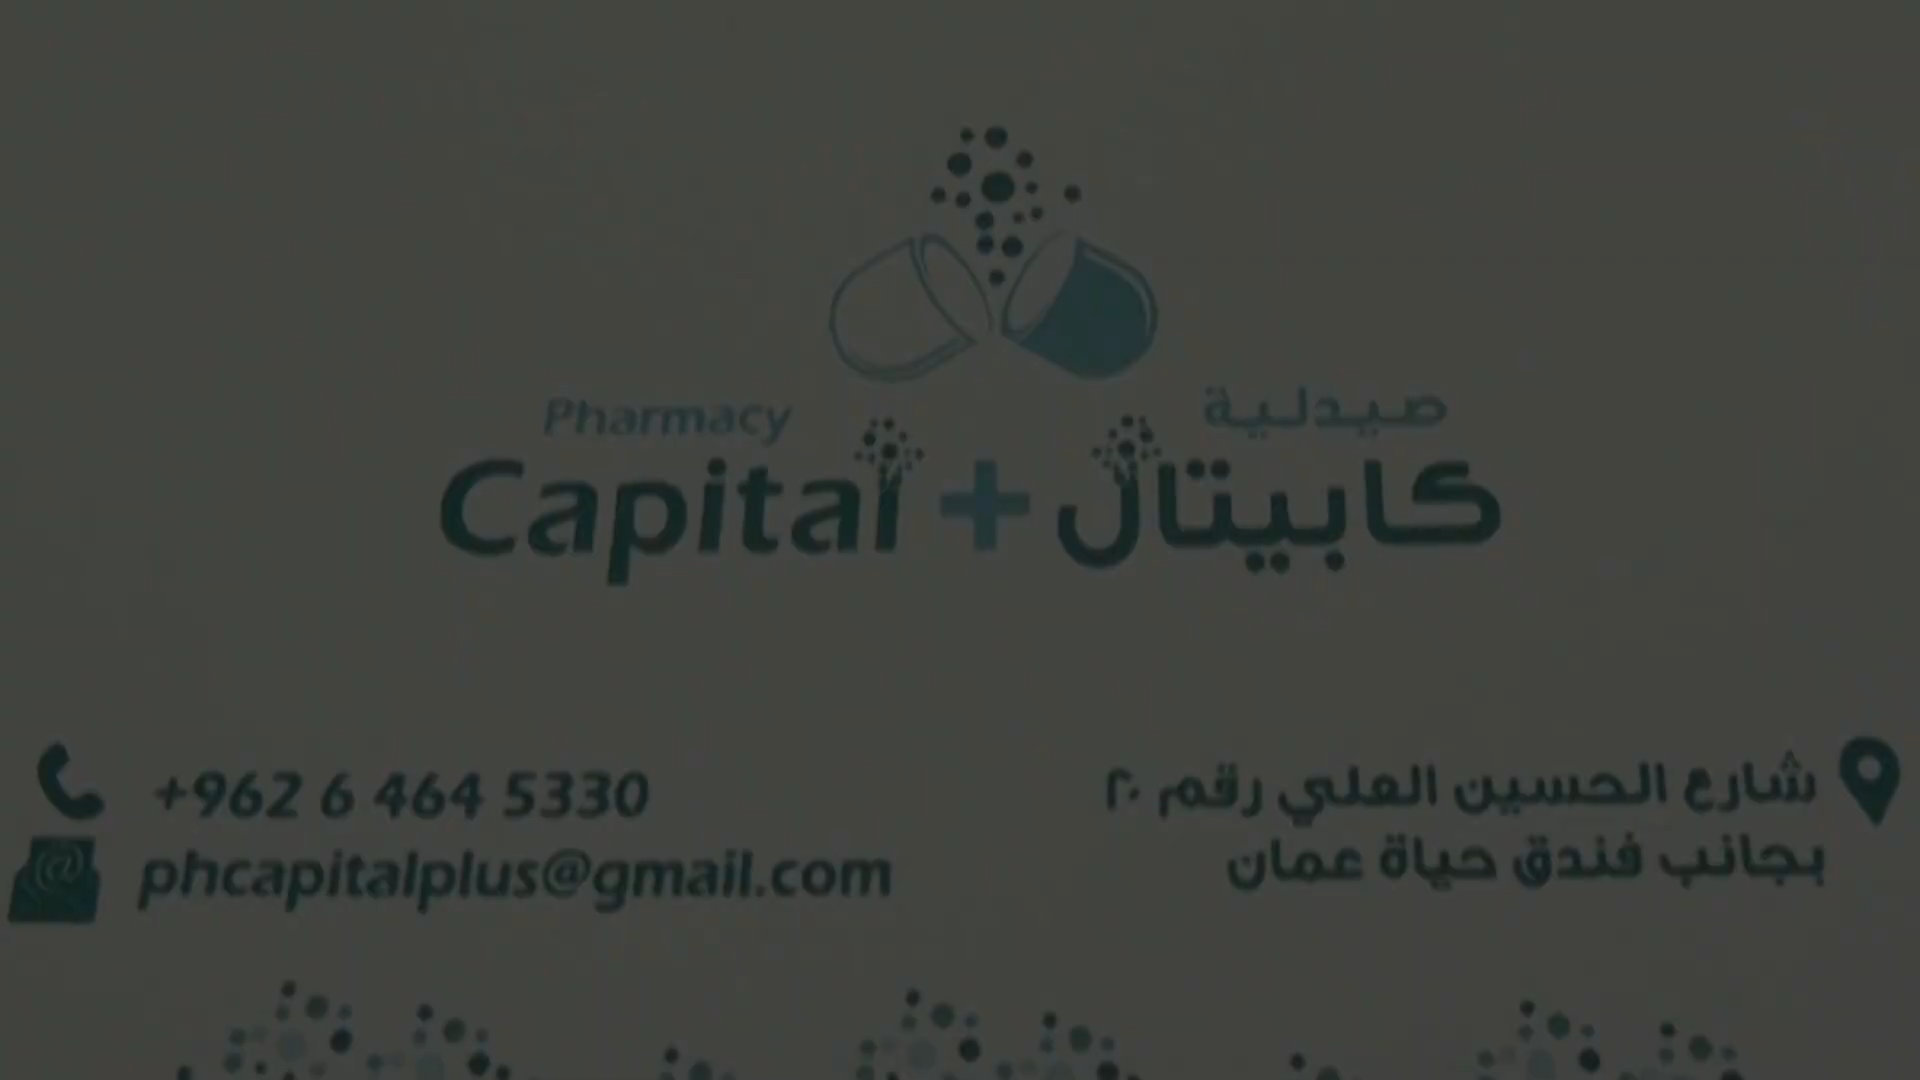 Pharmacy
صيدلية
Capital + كابيتال
+962 6 464 5330
phcapitalplus@gmail.com
شارع الحسين العلي رقم ٢٠
بجانب فندق حياة عمان